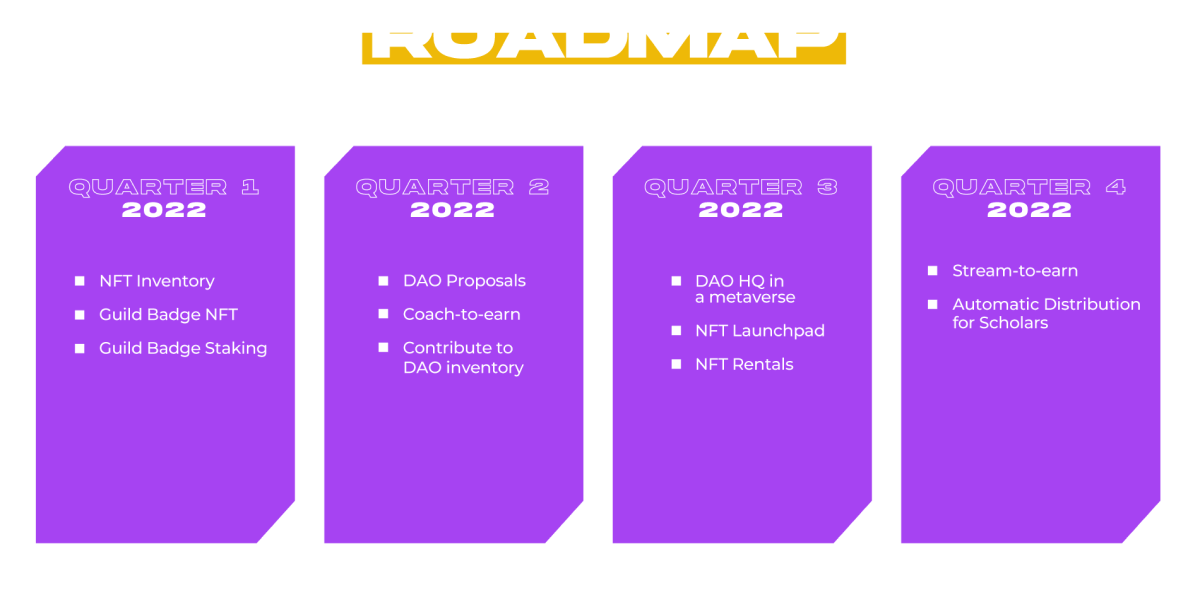 ROADMAP
QUARTER 1
2022
NFT Inventory
Guild Badge NFT
Guild Badge Staking
QUARTER 2
2022
DAO Proposals
Coach-to-earn
Contribute to
DAO inventory
QUARTER 3
2022
DAO HQ in
a metaverse
NFT Launchpad
NFT Rentals
QUARTER 4
2022
Stream-to-earn
Automatic Distribution
for Scholars